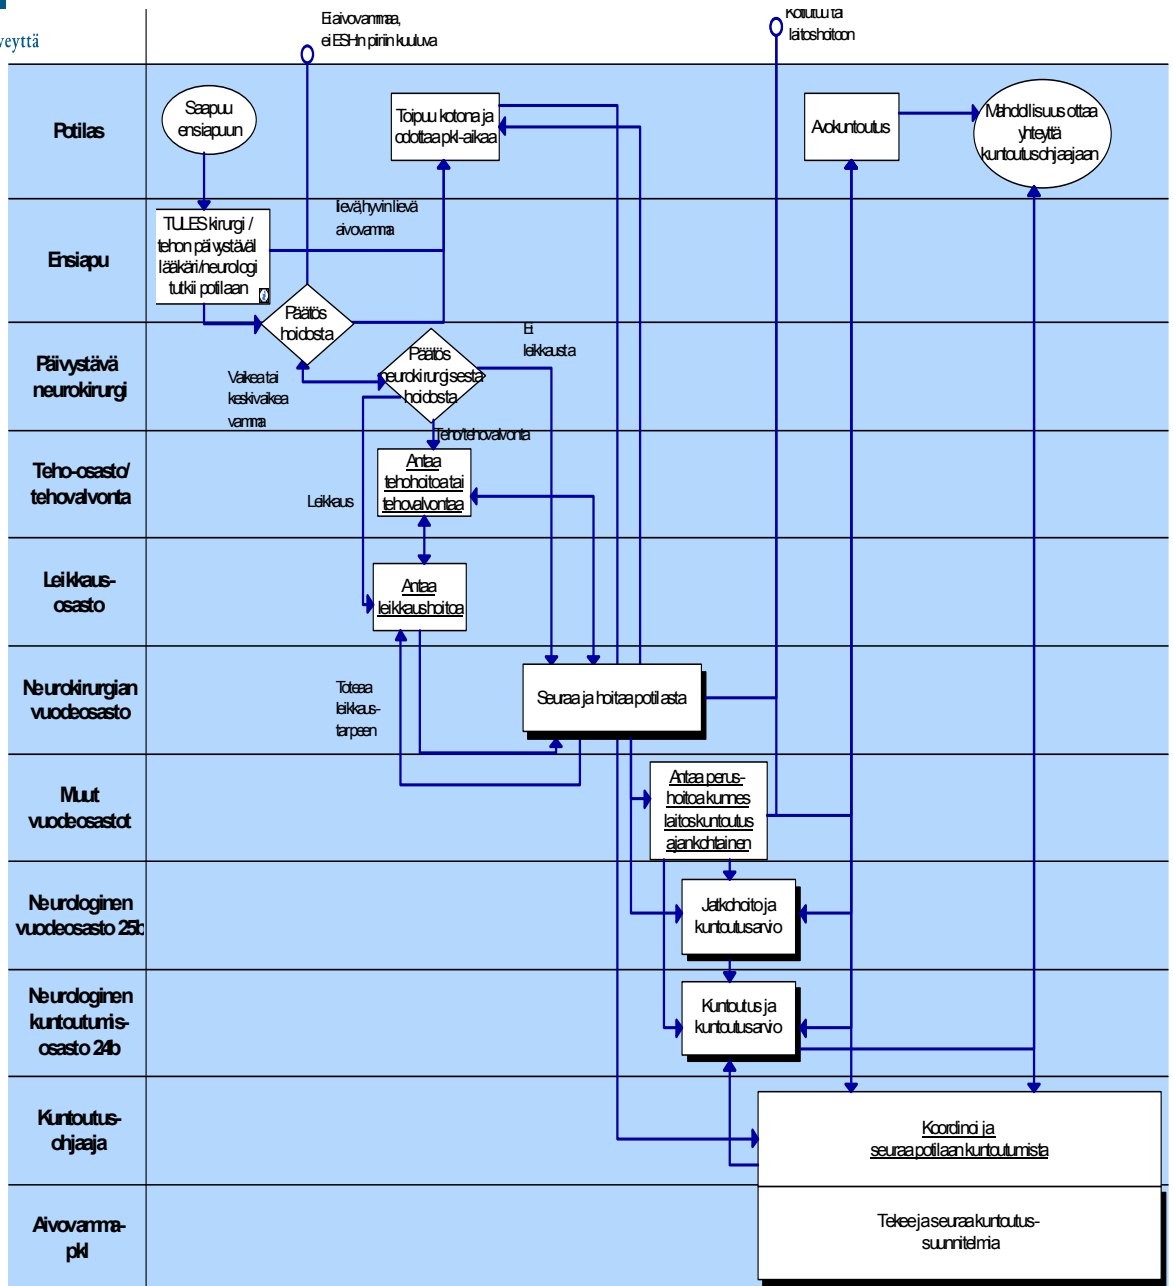 veyttä
Ei aivovamma,
ei ESH:n piiriin kuuluva
Kotiutuu tai
laitoshoitoon
Potilas
Saapuu
ensiapuun
Toipuu kotona ja
odottaa pkl-aikaa
Avokuntoutus
Mahdollisuus ottaa
yhteyttä
kuntoutusohjaajaan
Ensiapu
TULES kirurgi /
tehon päivystävä
lääkäri/neurologi
tutkii potilaan
lievä, hyvin lievä
aivovamma
Päätös
hoidosta
Päivystävä
neurokirurgi
Vaikea tai
keskivaikea
vamma
Päätös
neurokirurgisesta
hoidosta
Ei
leikkausta
Teho/tehovalvonta
Teho-osasto/
tehovalvonta
Antaa
tehohoitoa tai
tehovalvontaa
Leikkaus
Leikkaus-
osasto
Antaa
leikkaushoitoa
Neurokirurgian
vuodeosasto
Toteaa
leikkaus-
tarpeen
Seuraa ja hoitaa potilasta
Muut
vuodeosastot
Antaa perus-
hoitoa kunnes
laitoskuntoutus
ajankohtainen
Neurologinen
vuodeosasto 25b
Jatkohoito ja
kuntoutusarvio
Neurologinen
kuntoutumis-
osasto 24b
Kuntoutus ja
kuntoutusarvio
Kuntoutus-
ohjaaja
Koordinoi ja
seuraa potilaan kuntoutumista
Aivovamma-
pkl
Tekee ja seuraa kuntoutus-
suunnitelmia